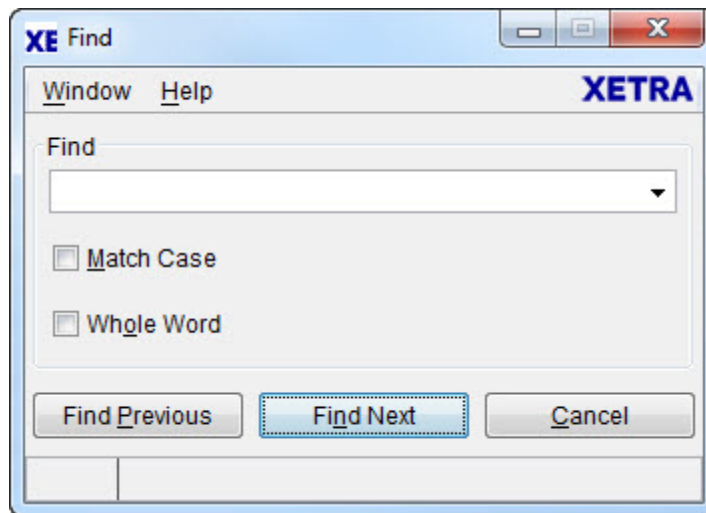 XE Find
Window Help XETRA
Find
Match Case
Whole Word
Find Previous Find Next Cancel